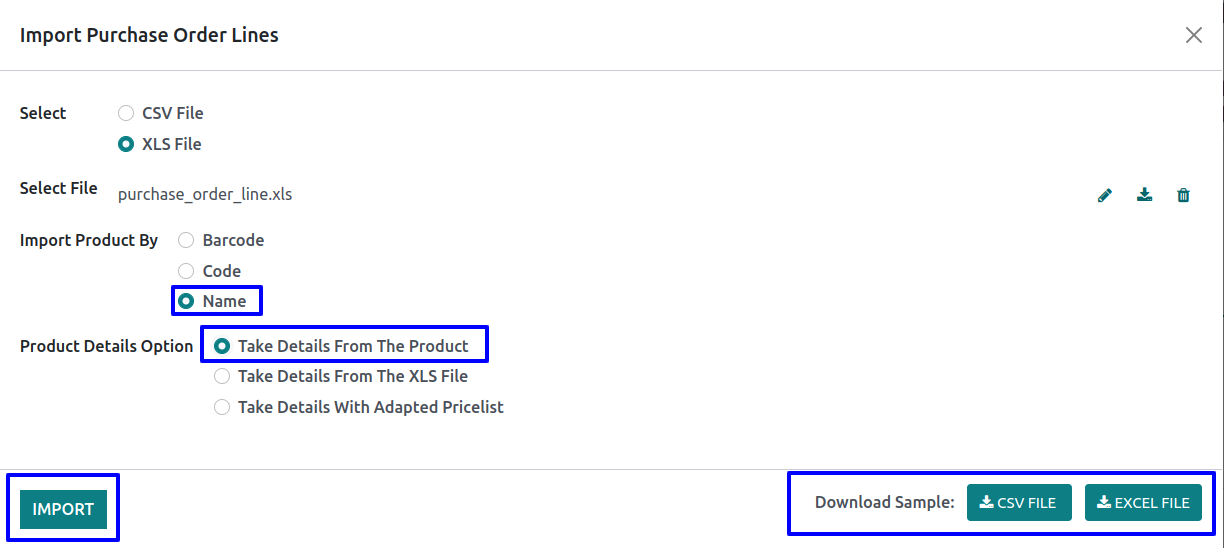 Import Purchase Order Lines
Select
CSV File
XLS File
Select File
purchase_order_line.xls
Import Product By
Barcode
Code
Name
Product Details Option
Take Details From The Product
Take Details From The XLS File
Take Details With Adapted Pricelist
IMPORT
Download Sample: CSV FILE EXCEL FILE